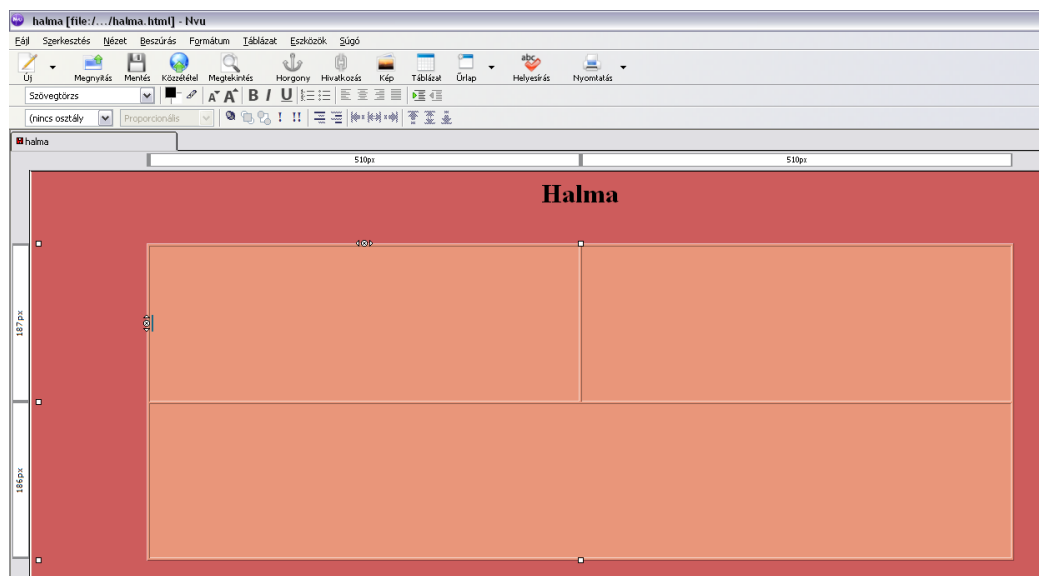 halma [file:/.../halma.html] - Nvu
Fájl Szerkesztés Nézet Beszúrás Formátum Táblázat Eszközök Súgó
Új Megnyitás Mentés Közzététel Megtekintés Horgony Hivatkozás Kép Táblázat Űrlap Helyesírás Nyomtatás
Szövegtörzs A A B I U
(nincs osztály Proporcionális ! !!
halma
510px 510px
Halma
187px
186px